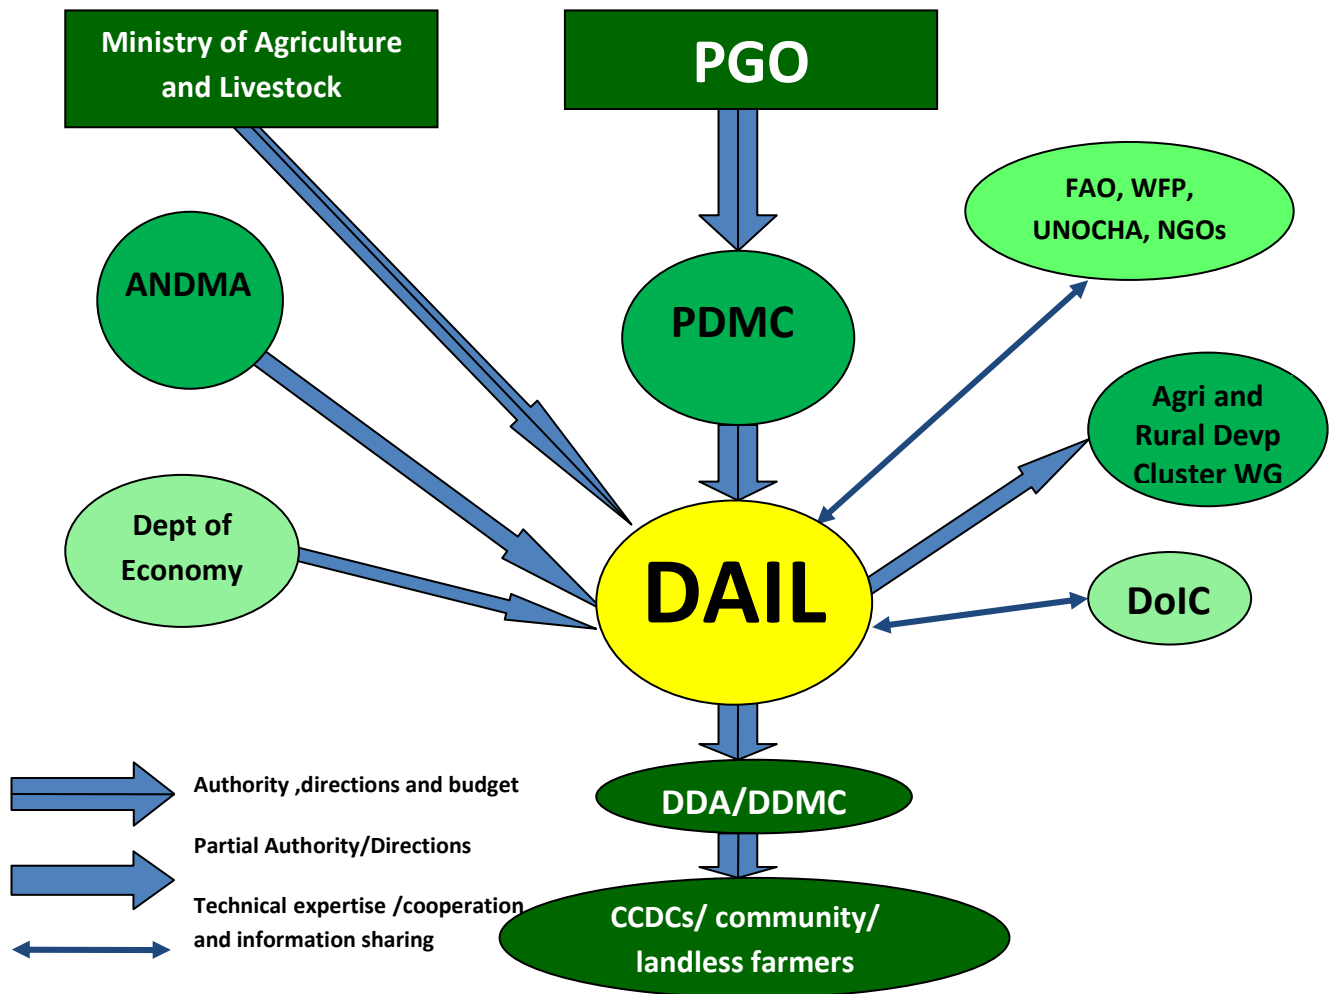 Ministry of Agriculture
and Livestock
PGO
FAO, WFP,
UNOCHA, NGOs
ANDMA
PDMC
Agri and
Rural Devp
Cluster WG
Dept of
Economy
DAIL
DoIC
Authority ,directions and budget
Partial Authority/Directions
Technical expertise /cooperation
and information sharing
DDA/DDMC
CCDCs/ community/
landless farmers